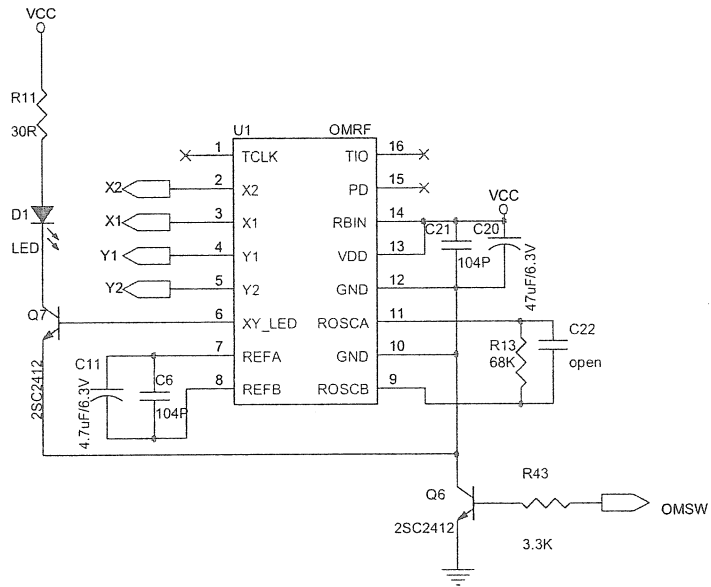 VCC
R11
30R
D1
LED
Q7
2SC2412
U1 OMRF
1 TCLK TIO 16
X2 2 X2 PD 15
X1 3 X1 RBIN 14
Y1 4 Y1 VDD 13
Y2 5 Y2 GND 12
6 XY_LED ROSCA 11
7 REFA GND 10
8 REFB ROSCB 9
VCC
C21 C20
104P
47uF/6.3V
C11
4.7uF/6.3V
C6
104P
R13
68K
C22
open
Q6
2SC2412
R43
3.3K
OMSW